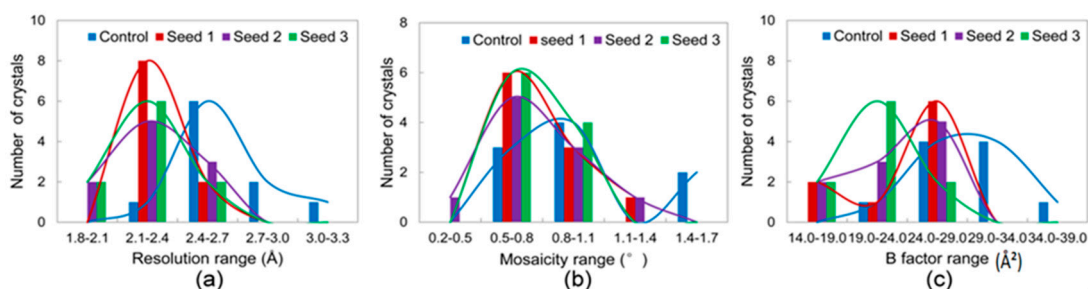 10
8
6
4
2
0
Number of crystals
Control Seed 1 Seed 2 Seed 3
1.8-2.1 2.1-2.4 2.4-2.7 2.7-3.0 3.0-3.3
Resolution range (Å)
(a)
8
6
4
2
0
Number of crystals
Control seed 1 Seed 2 Seed 3
0.2-0.5 0.5-0.8 0.8-1.1 1.1-1.4 1.4-1.7
Mosaicity range ( ° )
(b)
10
8
6
4
2
0
Number of crystals
Control Seed 1 Seed 2 Seed 3
14.0-19.0 19.0-24.0 24.0-29.0 29.0-34.0 34.0-39.0
B factor range (Å²)
(c)